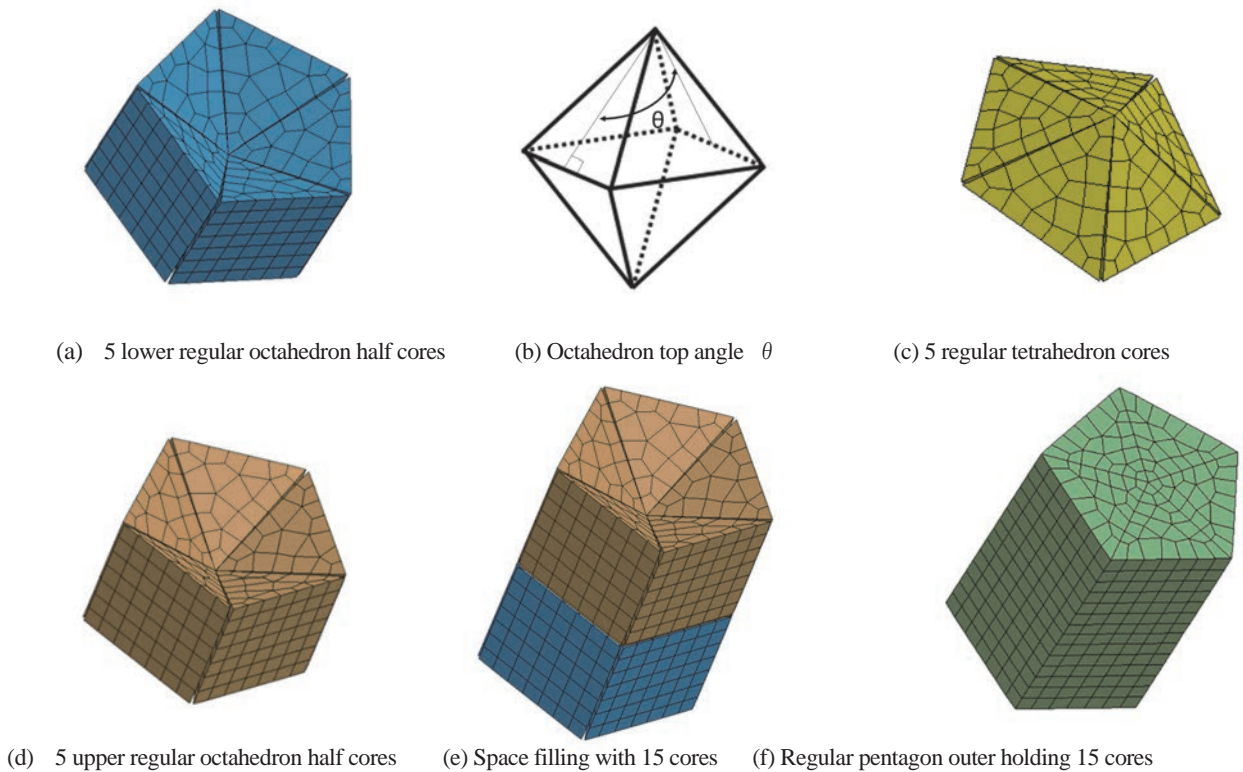 θ
(a) 5 lower regular octahedron half cores
(b) Octahedron top angle θ
(c) 5 regular tetrahedron cores
(d) 5 upper regular octahedron half cores
(e) Space filling with 15 cores
(f) Regular pentagon outer holding 15 cores